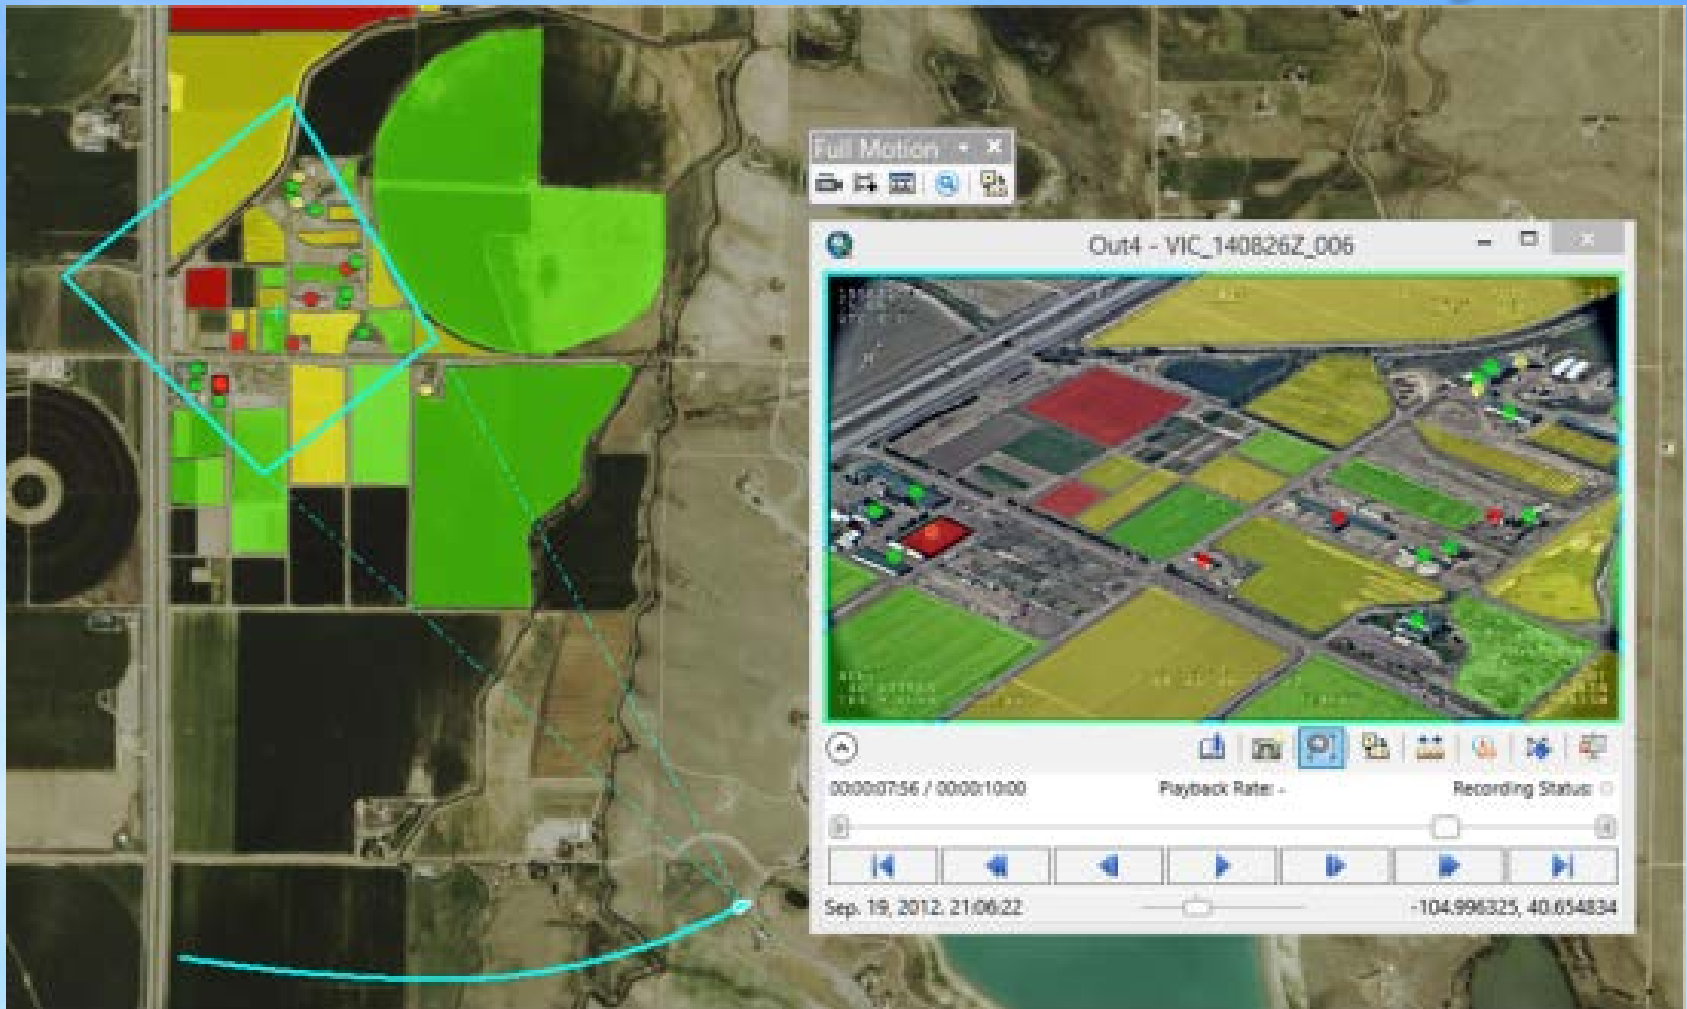 Full Motion
Out4 - VIC_140826Z_006
00:00:07:56 / 00:00:10:00 Playback Rate: - Recording Status:
Sep. 19, 2012. 21:06:22 -104.996325, 40.654834